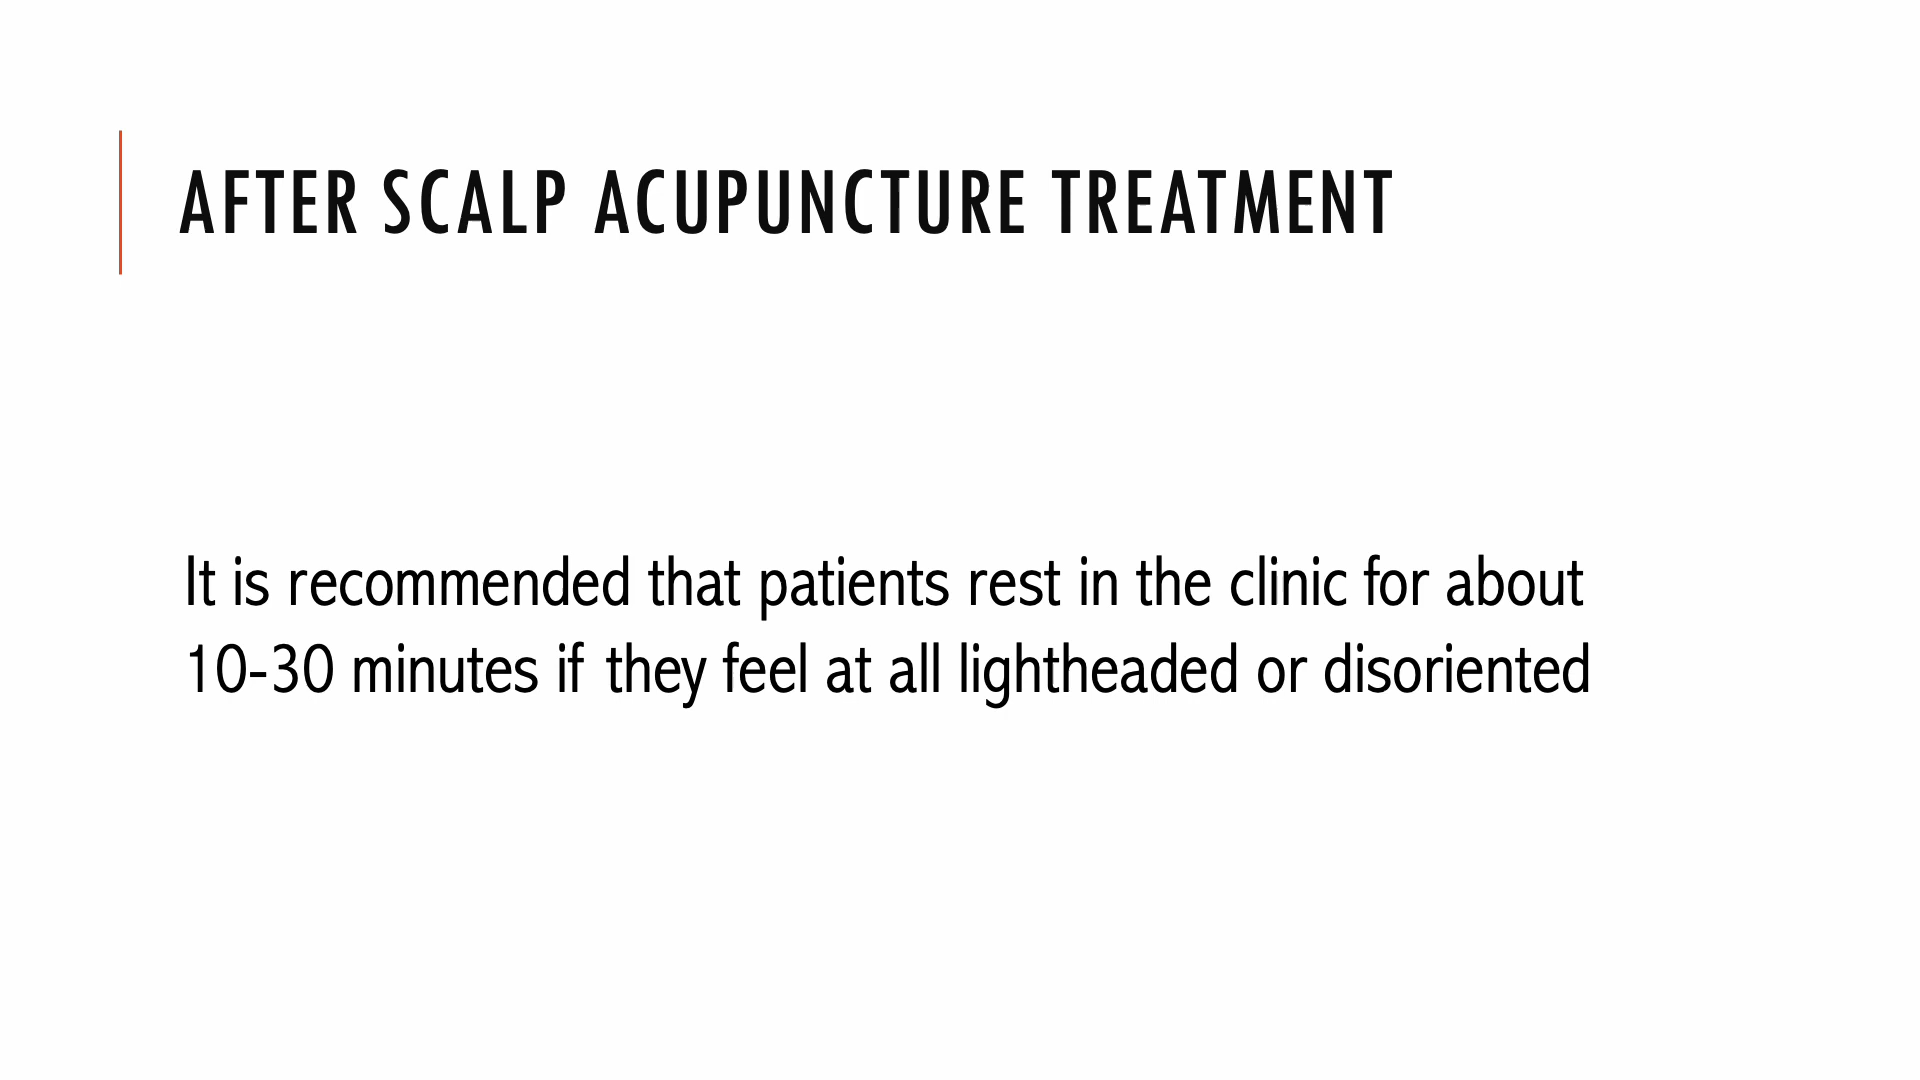 AFTER SCALP ACUPUNCTURE TREATMENT
It is recommended that patients rest in the clinic for about
10-30 minutes if they feel at all lightheaded or disoriented